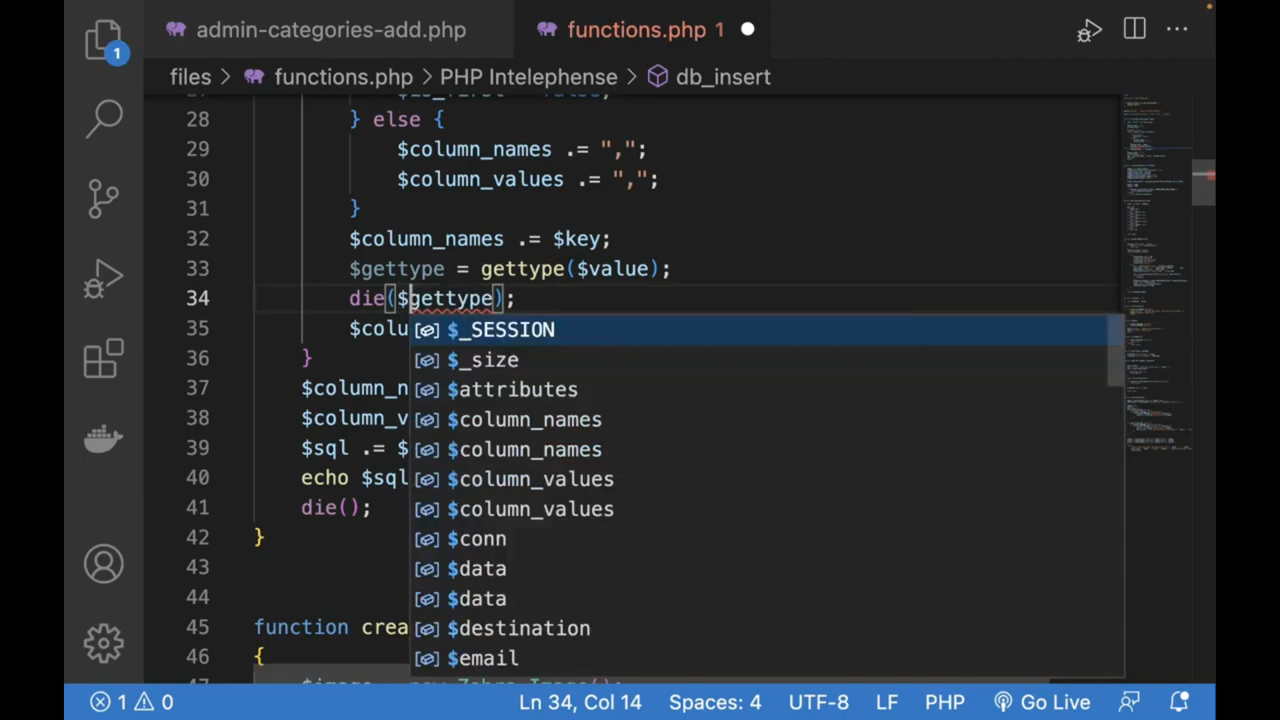 admin-categories-add.php
functions.php 1
1
files > functions.php > PHP Intelephense > db_insert
28 } else {
29 $column_names .= ",";
30 $column_values .= ",";
31 }
32 $column_names .= $key;
33 $gettype = gettype($value);
34 die($gettype);
35 $colu
36 }
37 $column_n
38 $column_v
39 $sql .= $
40 echo $sql
41 die();
42 }
43
44
45 function crea
46 {
$_SESSION
$_size
$attributes
$column_names
$column_names
$column_values
$column_values
$conn
$data
$data
$destination
$email
1 0 Ln 34, Col 14 Spaces: 4 UTF-8 LF PHP Go Live